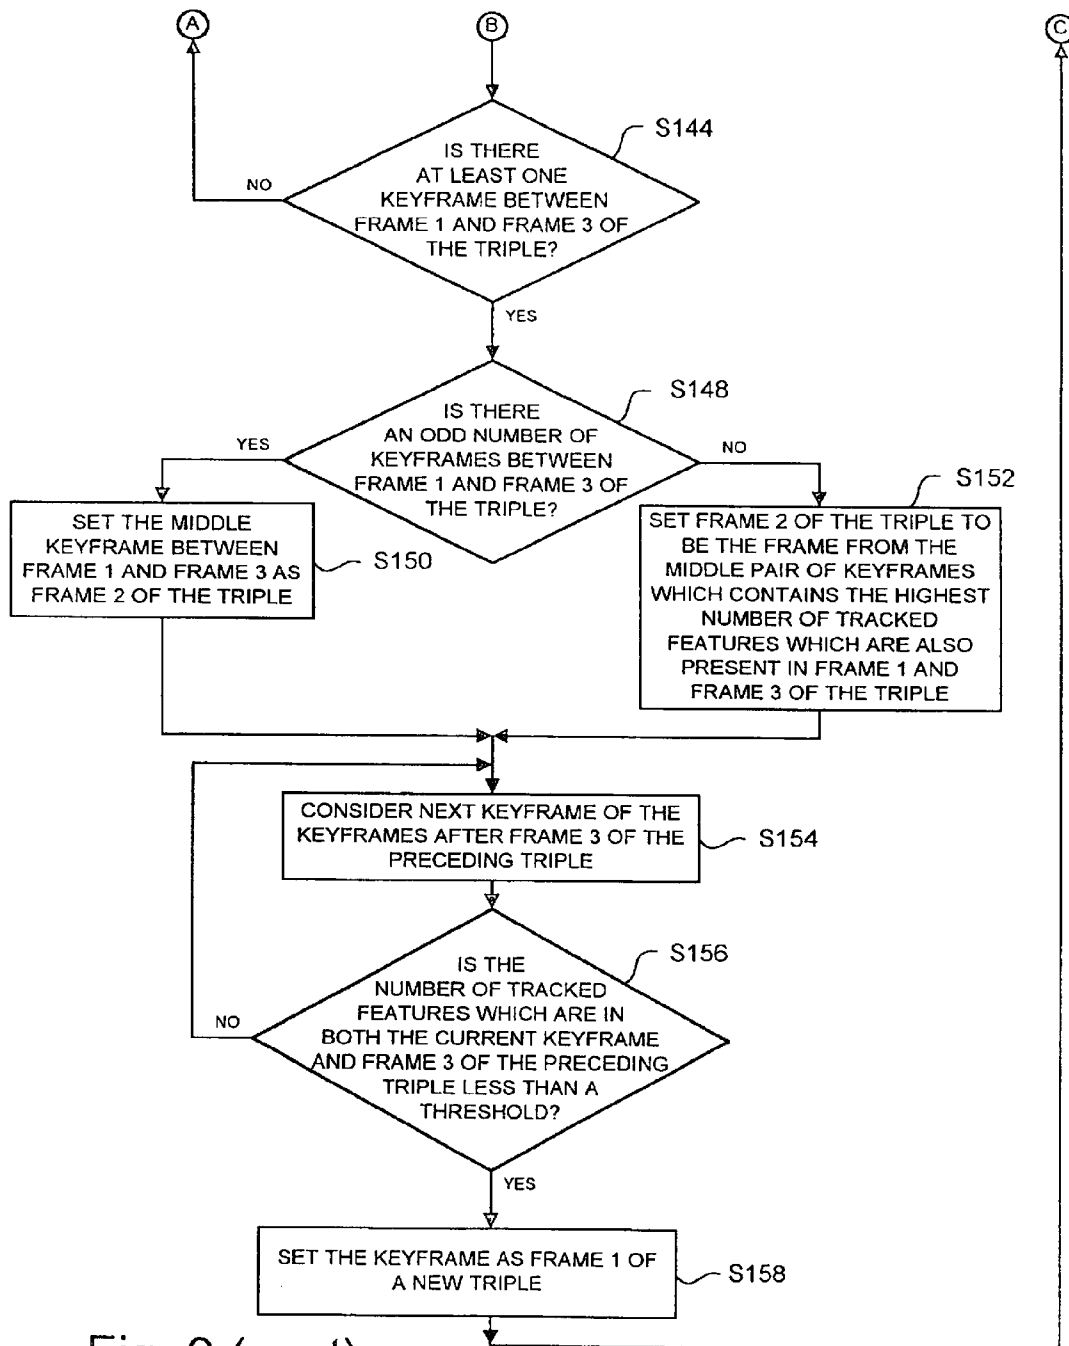 A
B
C
S144
IS THERE
AT LEAST ONE
KEYFRAME BETWEEN
FRAME 1 AND FRAME 3 OF
THE TRIPLE?
NO
YES
S148
IS THERE
AN ODD NUMBER OF
KEYFRAMES BETWEEN
FRAME 1 AND FRAME 3 OF
THE TRIPLE?
YES
NO
SET THE MIDDLE
KEYFRAME BETWEEN
FRAME 1 AND FRAME 3 AS
FRAME 2 OF THE TRIPLE
S150
S152
SET FRAME 2 OF THE TRIPLE TO
BE THE FRAME FROM THE
MIDDLE PAIR OF KEYFRAMES
WHICH CONTAINS THE HIGHEST
NUMBER OF TRACKED
FEATURES WHICH ARE ALSO
PRESENT IN FRAME 1 AND
FRAME 3 OF THE TRIPLE
CONSIDER NEXT KEYFRAME OF THE
KEYFRAMES AFTER FRAME 3 OF THE
PRECEDING TRIPLE
S154
S156
IS THE
NUMBER OF TRACKED
FEATURES WHICH ARE IN
BOTH THE CURRENT KEYFRAME
AND FRAME 3 OF THE PRECEDING
TRIPLE LESS THAN A
THRESHOLD?
NO
YES
SET THE KEYFRAME AS FRAME 1 OF
A NEW TRIPLE
S158